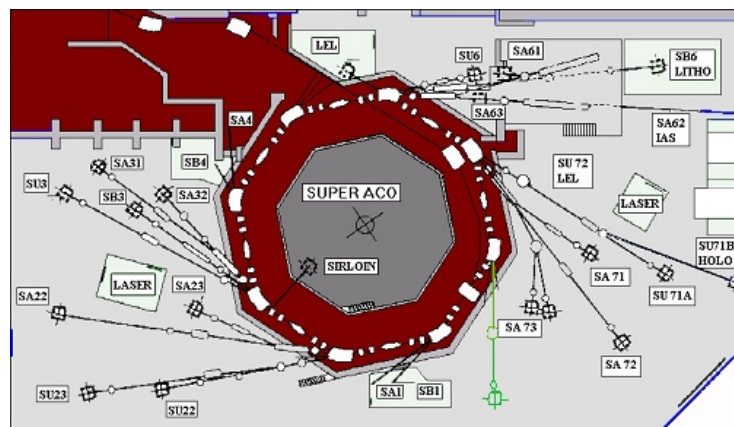 LEL
SU6
SA61
SB6
LITHO
SA63
SA4
SA62
IAS
SA31
SB4
SU 72
LEL
SU3
SB3
SA32
SUPER ACO
LASER
SU71B
HOLO
SIRLOIN
LASER
SA 71
SU 71A
SA22
SA23
SA 73
SA 72
SU23
SU22
SA1
SB1